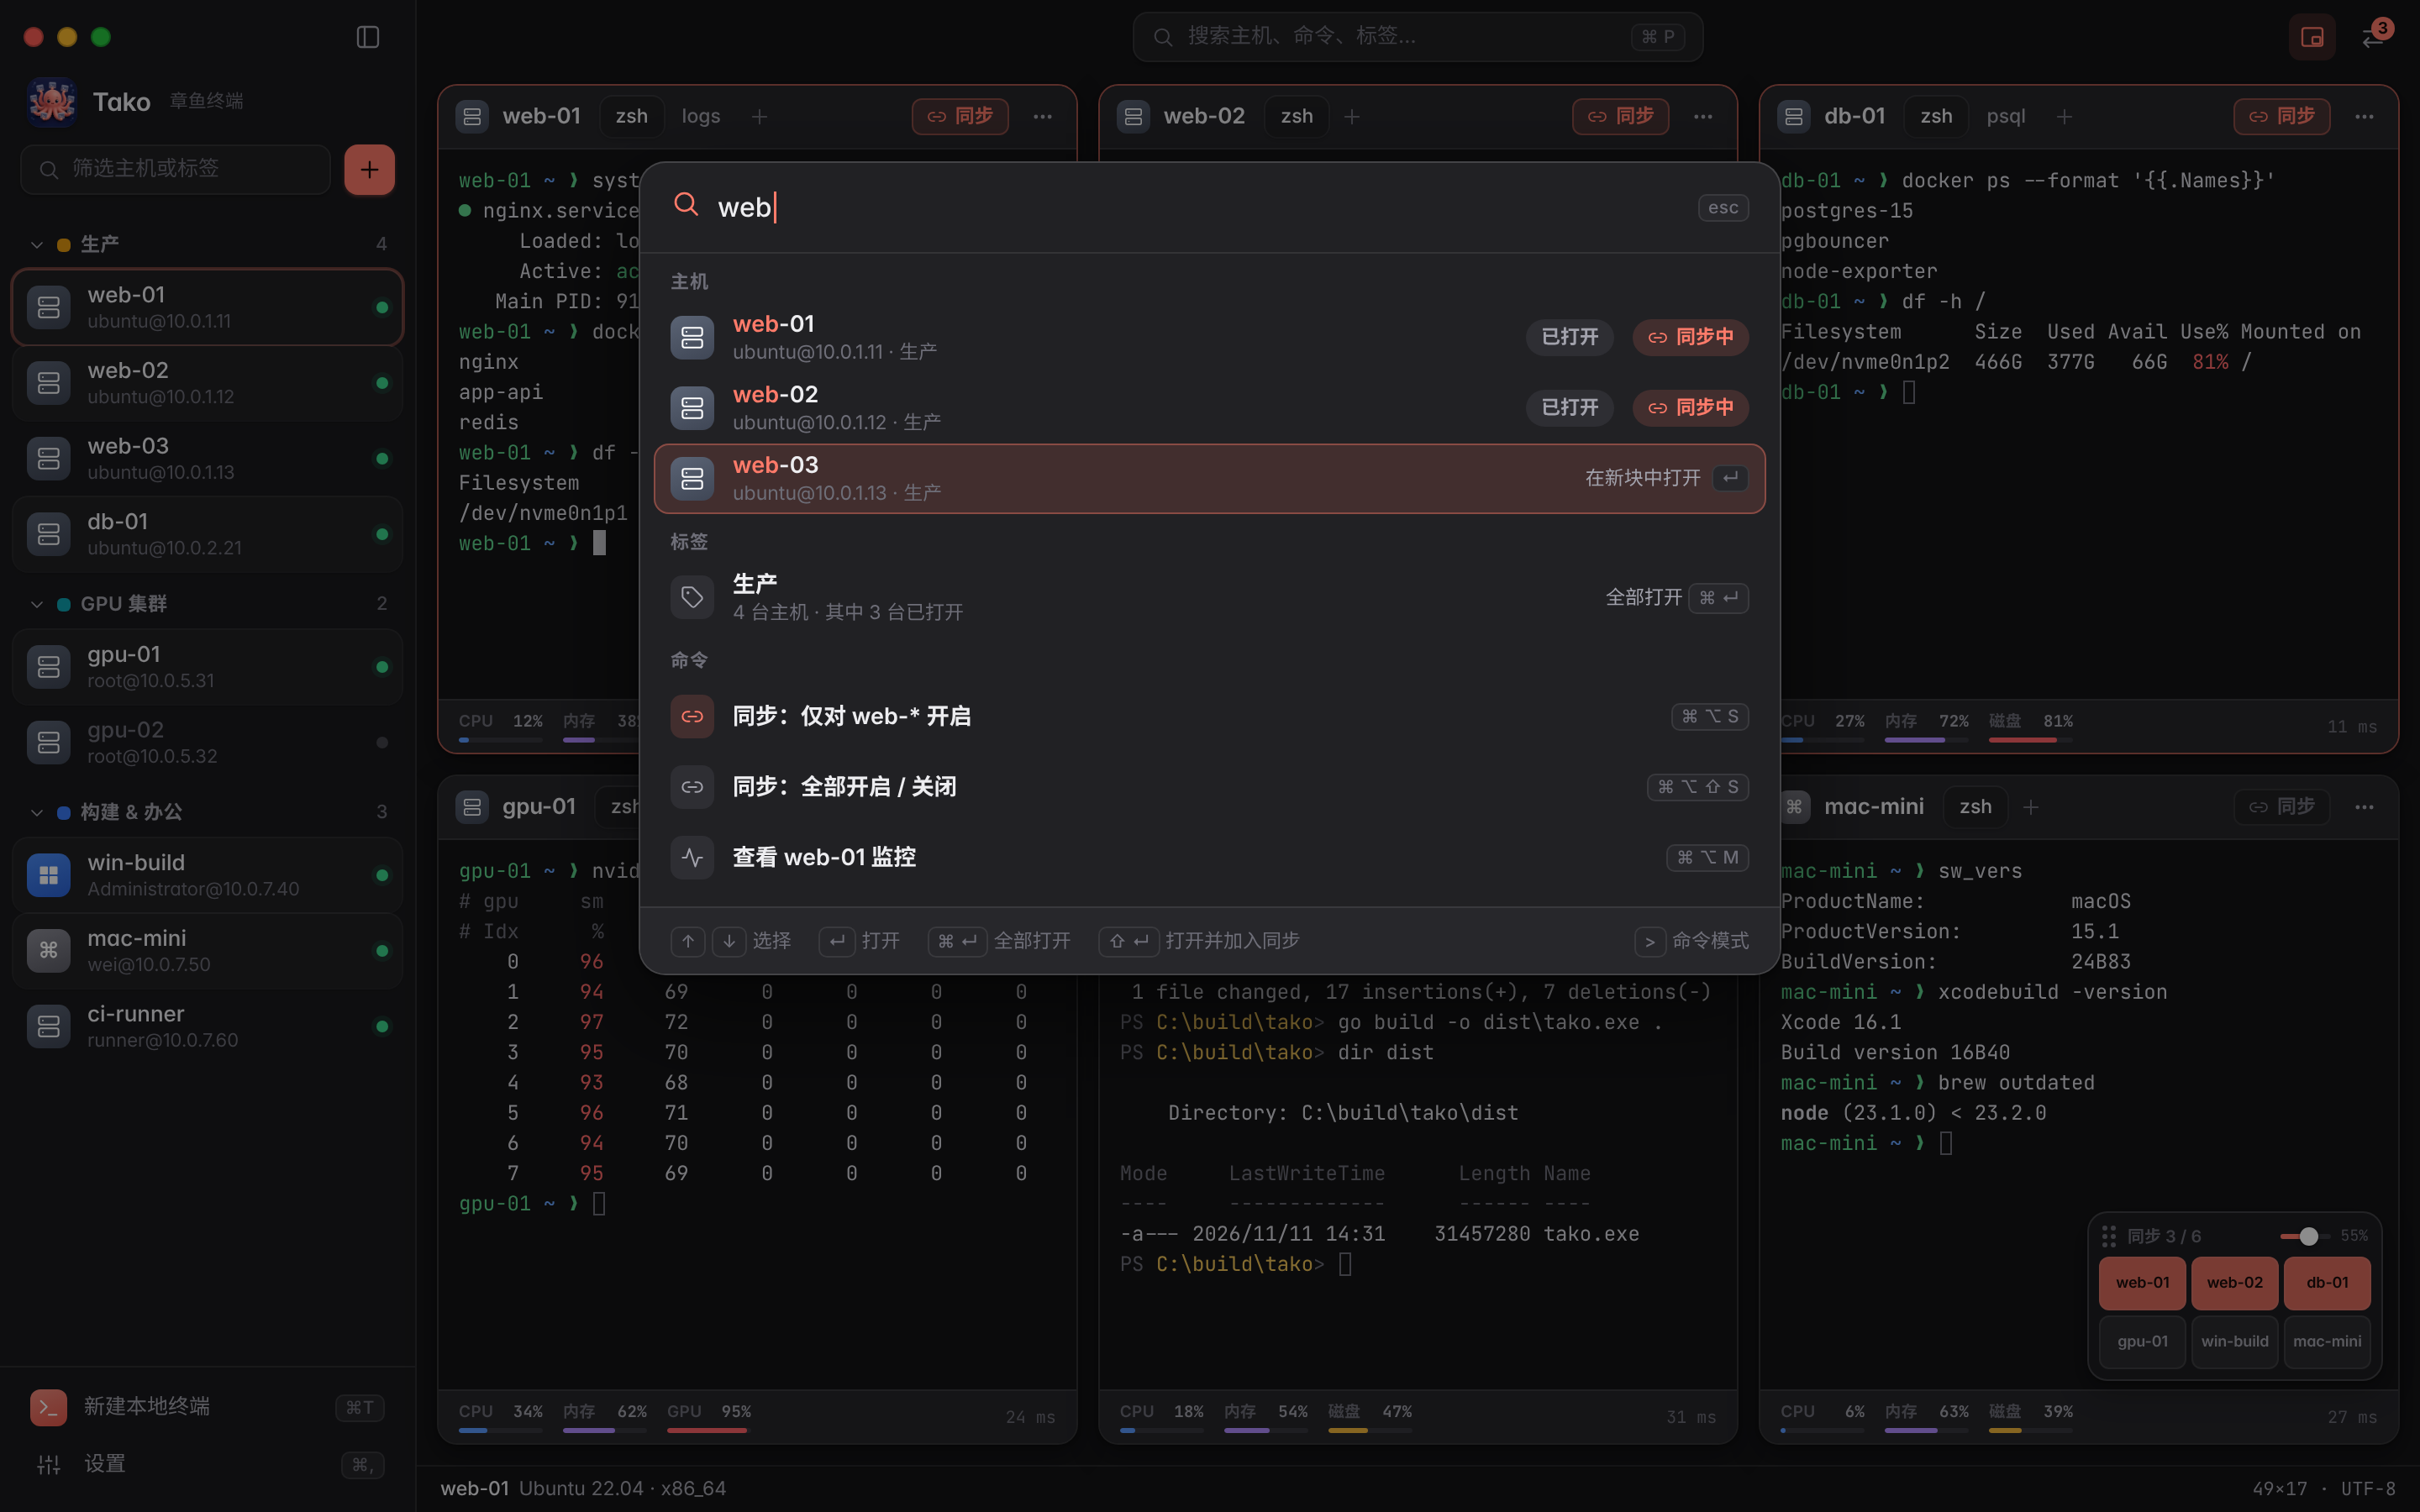 搜索主机、命令、标签... ⌘ P
3
Tako 章鱼终端
筛选主机或标签
生产 4
web-01
ubuntu@10.0.1.11
web-02
ubuntu@10.0.1.12
web-03
ubuntu@10.0.1.13
db-01
ubuntu@10.0.2.21
GPU 集群 2
gpu-01
root@10.0.5.31
gpu-02
root@10.0.5.32
构建 & 办公 3
win-build
Administrator@10.0.7.40
mac-mini
wei@10.0.7.50
ci-runner
runner@10.0.7.60
新建本地终端 ⌘T
设置 ⌘,
web-01 zsh logs + 同步 ...
web-01 ~ ❯ syst
● nginx.service
Loaded: lo
Active: ac
Main PID: 91
web-01 ~ ❯ dock
nginx
app-api
redis
web-01 ~ ❯ df -
Filesystem
/dev/nvme0n1p1
web-01 ~ ❯
CPU 12% 内存 38
web-02 zsh + 同步 ...
db-01 zsh psql + 同步 ...
db-01 ~ ❯ docker ps --format '{{.Names}}'
postgres-15
pgbouncer
node-exporter
db-01 ~ ❯ df -h /
Filesystem Size Used Avail Use% Mounted on
/dev/nvme0n1p2 466G 377G 66G 81% /
db-01 ~ ❯
CPU 27% 内存 72% 磁盘 81% 11 ms
web esc
主机
web-01 已打开 同步中
ubuntu@10.0.1.11 · 生产
web-02 已打开 同步中
ubuntu@10.0.1.12 · 生产
web-03 在新块中打开 ↵
ubuntu@10.0.1.13 · 生产
标签
生产 全部打开 ⌘ ↵
4 台主机 · 其中 3 台已打开
命令
同步：仅对 web-* 开启 ⌘ ⌥ S
同步：全部开启 / 关闭 ⌘ ⌥ ⇧ S
查看 web-01 监控 ⌘ ⌥ M
↑ ↓ 选择 ↵ 打开 ⌘ ↵ 全部打开 ⇧ ↵ 打开并加入同步 > 命令模式
gpu-01 zsh
gpu-01 ~ ❯ nvid
# gpu sm
# Idx %
0 96
1 94 69 0 0 0 0
2 97 72 0 0 0 0
3 95 70 0 0 0 0
4 93 68 0 0 0 0
5 96 71 0 0 0 0
6 94 70 0 0 0 0
7 95 69 0 0 0 0
gpu-01 ~ ❯
CPU 34% 内存 62% GPU 95% 24 ms
1 file changed, 17 insertions(+), 7 deletions(-)
PS C:\build\tako> go build -o dist\tako.exe .
PS C:\build\tako> dir dist
Directory: C:\build\tako\dist
Mode LastWriteTime Length Name
---- ------------- ------ ----
-a--- 2026/11/11 14:31 31457280 tako.exe
PS C:\build\tako>
CPU 18% 内存 54% 磁盘 47% 31 ms
⌘ mac-mini zsh + 同步 ...
mac-mini ~ ❯ sw_vers
ProductName: macOS
ProductVersion: 15.1
BuildVersion: 24B83
mac-mini ~ ❯ xcodebuild -version
Xcode 16.1
Build version 16B40
mac-mini ~ ❯ brew outdated
node (23.1.0) < 23.2.0
mac-mini ~ ❯
同步 3 / 6 55%
web-01 web-02 db-01
gpu-01 win-build mac-mini
CPU 6% 内存 63% 磁盘 39% 27 ms
web-01 Ubuntu 22.04 · x86_64
49×17 · UTF-8